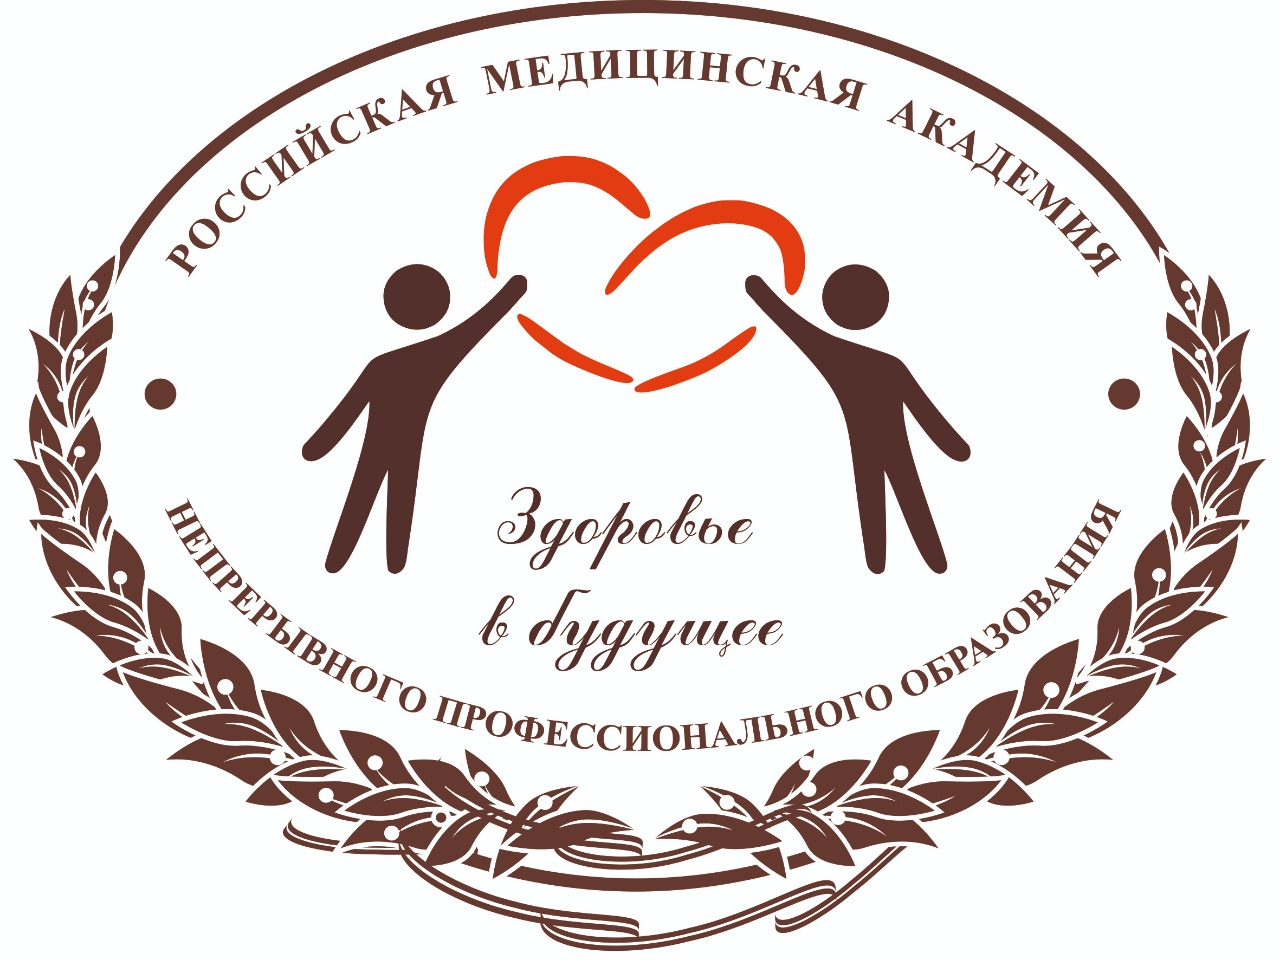 РОССИЙСКАЯ МЕДИЦИНСКАЯ АКАДЕМИЯ
Здоровье
в будущее
НЕПРЕРЫВНОГО ПРОФЕССИОНАЛЬНОГО ОБРАЗОВАНИЯ